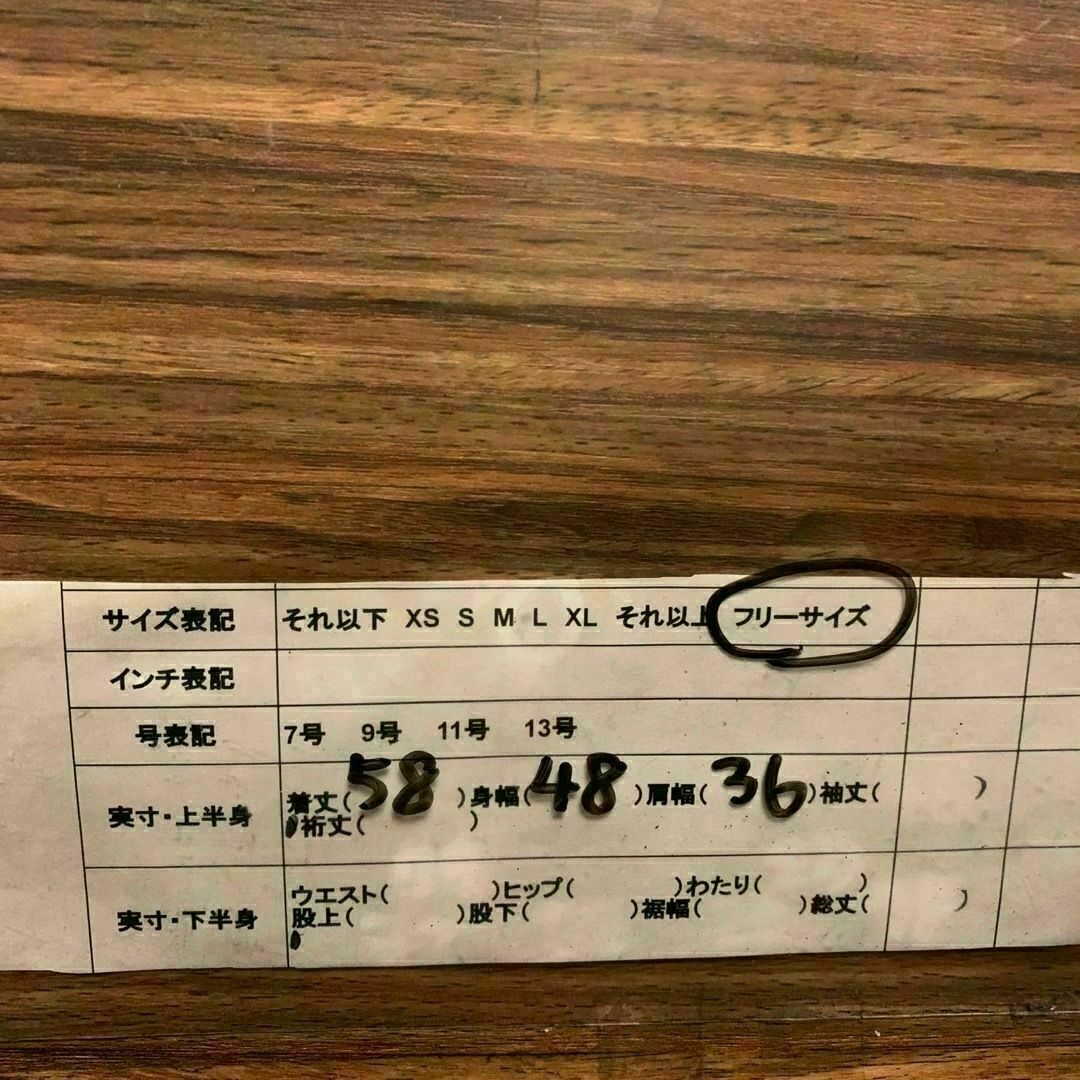 サイズ表記 それ以下 XS S M L XL それ以上 フリーサイズ
インチ表記
号表記 7号 9号 11号 13号
実寸・上半身 着丈(58)身幅(48)肩幅(36)袖丈( )
裄丈( )
実寸・下半身 ウエスト( )ヒップ( )わたり( )
股上( )股下( )裾幅( )総丈( )